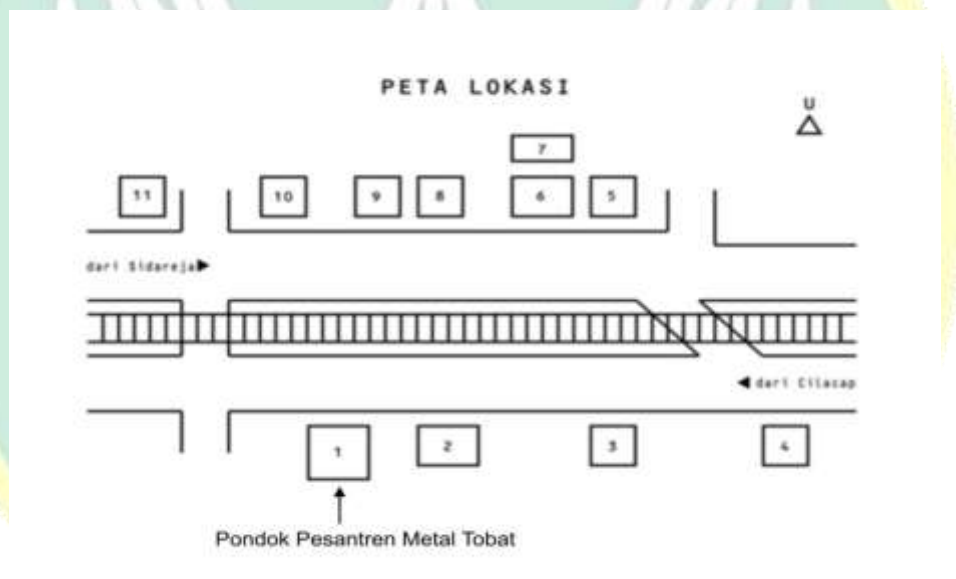 PETA LOKASI
U
7
11 10 9 8 6 5
dari Sidareja
dari Cilacap
1 2 3 4
Pondok Pesantren Metal Tobat